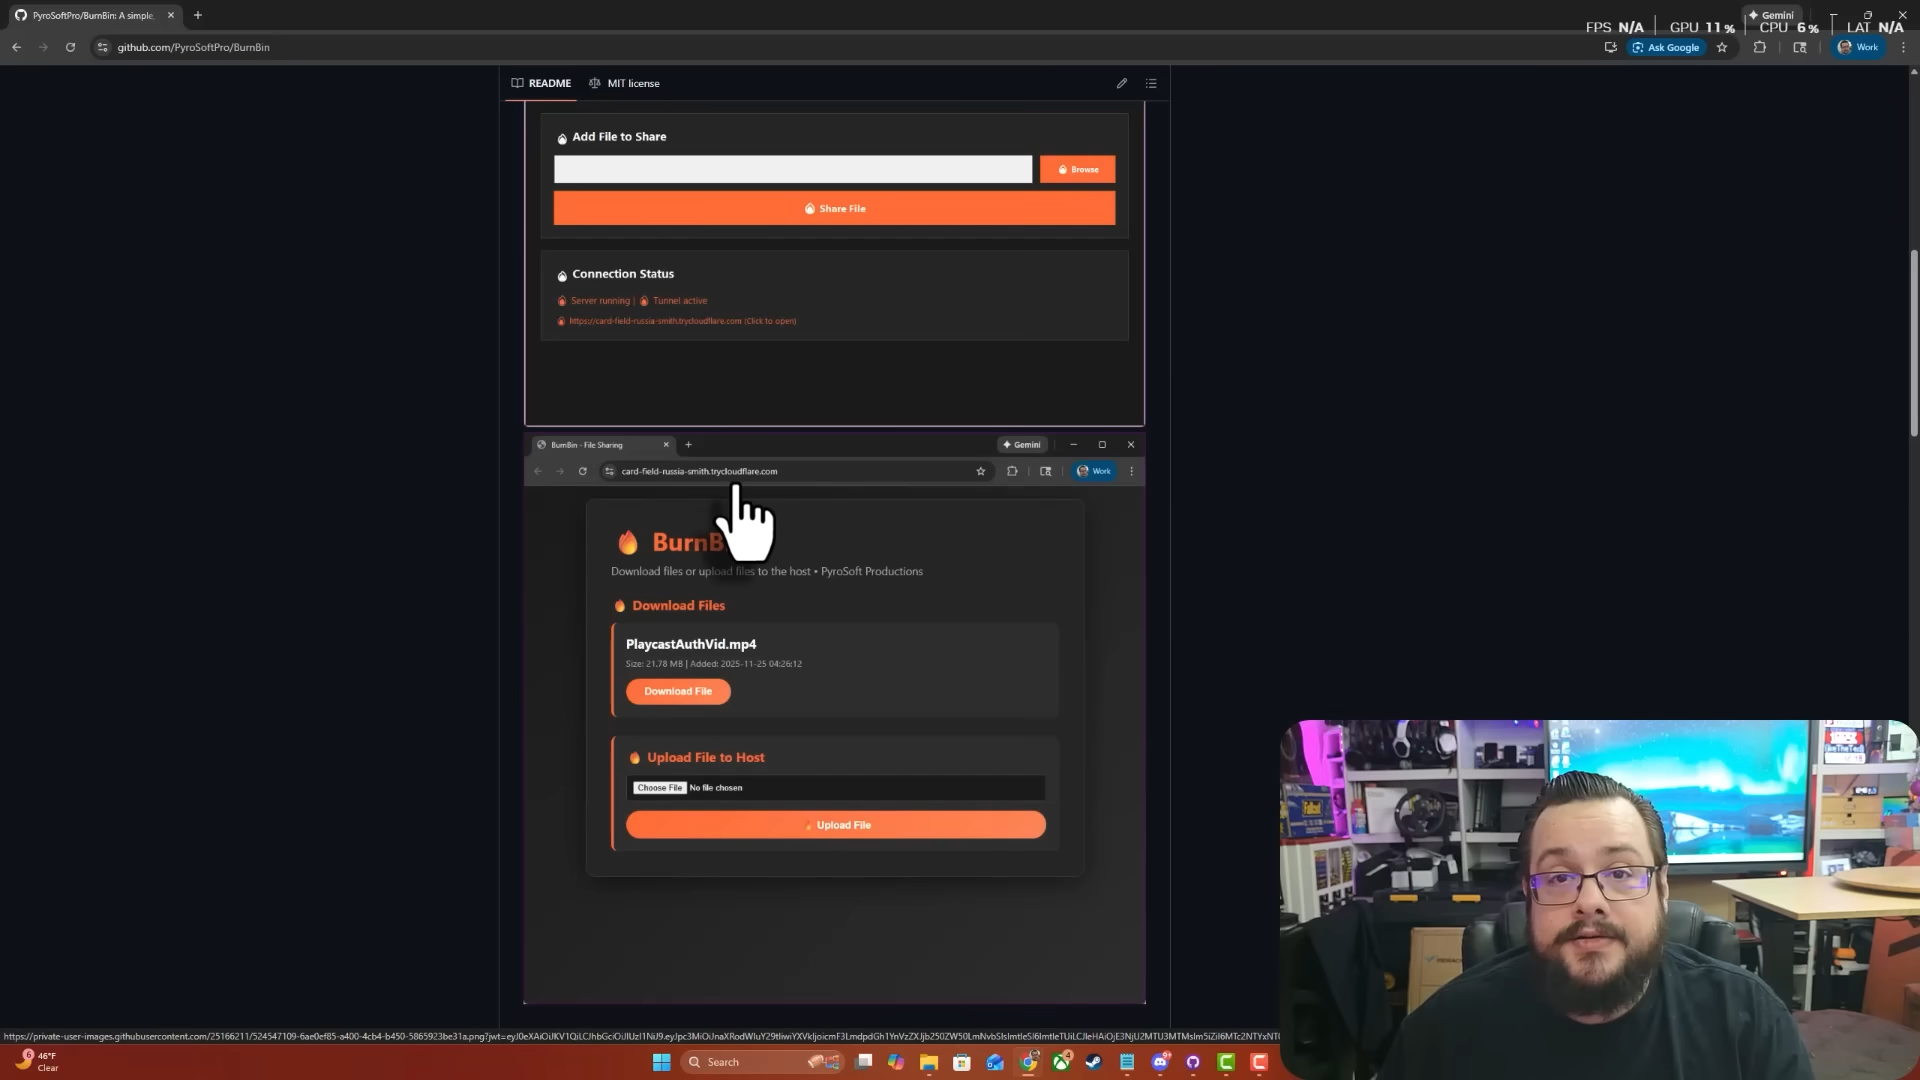 PyroSoftPro/BurnBin: A simple,
Gemini
FPS N/A
GPU 11 %
CPU 6 %
LAT N/A
github.com/PyroSoftPro/BurnBin
Ask Google
Work
README
MIT license
Add File to Share
Browse
Share File
Connection Status
Server running |
Tunnel active
https://card-field-russia-smith.trycloudflare.com (Click to open)
BurnBin - File Sharing
Gemini
card-field-russia-smith.trycloudflare.com
Work
BurnB
Download files or upload files to the host • PyroSoft Productions
Download Files
PlaycastAuthVid.mp4
Size: 21.78 MB | Added: 2025-11-25 04:26:12
Download File
Upload File to Host
Choose File No file chosen
Upload File
46°F
Clear
Search